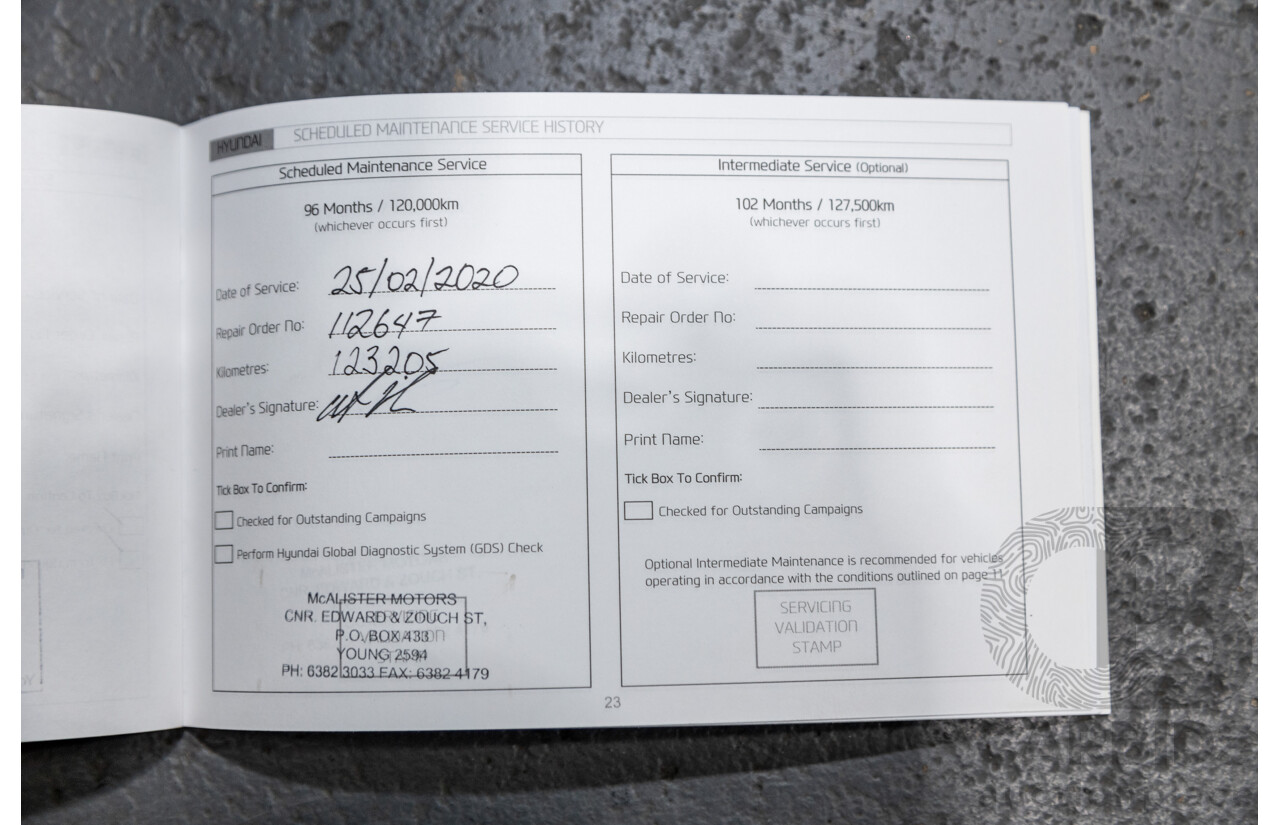 HYUNDAI SCHEDULED MAINTENANCE SERVICE HISTORY
Scheduled Maintenance Service
96 Months / 120,000km
(whichever occurs first)
Date of Service: 25/02/2020
Repair Order No: 112647
Kilometres: 123205
Dealer's Signature:
Print Name:
Tick Box To Confirm:
Checked for Outstanding Campaigns
Perform Hyundai Global Diagnostic System (GDS) Check
McALISTER MOTORS
CNR. EDWARD & ZOUCH ST,
P.O. BOX 433
YOUNG 2594
PH: 6382 3033 FAX: 6382 4179
Intermediate Service (Optional)
102 Months / 127,500km
(whichever occurs first)
Date of Service:
Repair Order No:
Kilometres:
Dealer's Signature:
Print Name:
Tick Box To Confirm:
Checked for Outstanding Campaigns
Optional Intermediate Maintenance is recommended for vehicles
operating in accordance with the conditions outlined on page 11
SERVICING
VALIDATION
STAMP
23